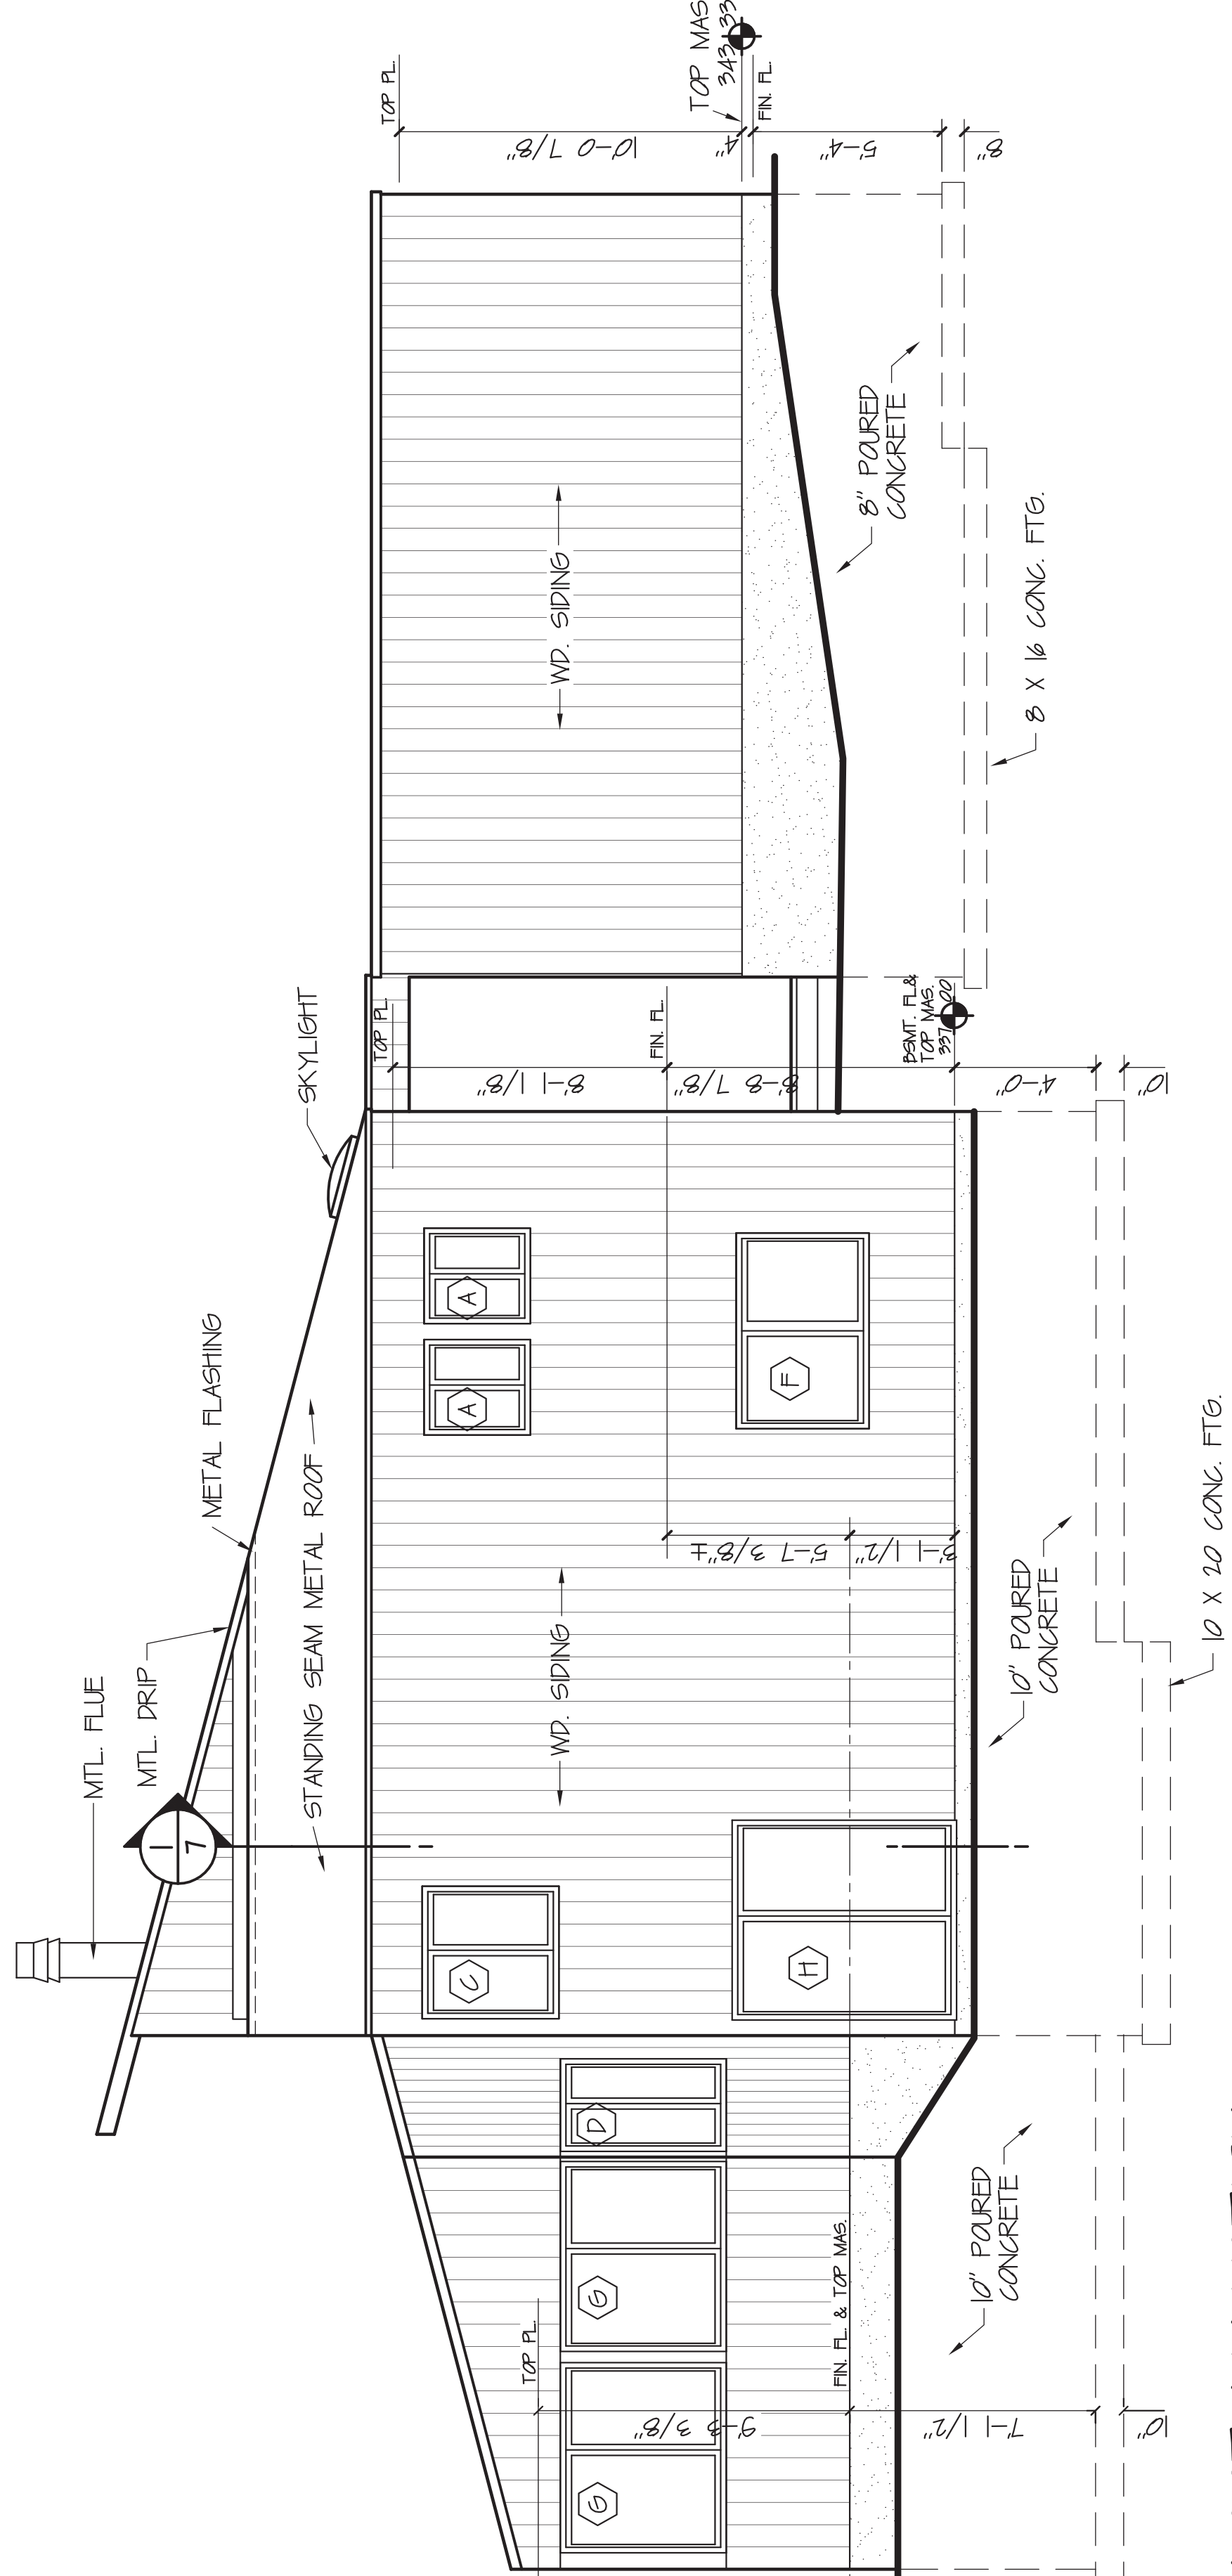 MTL. FLUE
MTL. DRIP
METAL FLASHING
SKYLIGHT
STANDING SEAM METAL ROOF
1
7
TOP PL.
TOP PL.
TOP PL.
10'-0 7/8"
4"
5'-4"
8"
TOP MAS
343.33
FIN. FL.
WD. SIDING
8" POURED
CONCRETE
8 X 16 CONC. FTG.
8'-1 1/8"
FIN. FL.
8'-8 7/8"
BSMT. FL. &
TOP MAS.
337.00
4'-0"
10"
A
A
F
C
H
D
G
G
WD. SIDING
5'-7 3/8"±
3'-1 1/2"
10" POURED
CONCRETE
10 X 20 CONC. FTG.
FIN. FL. & TOP MAS.
9'-3 3/8"
7'-1 1/2"
10"
10" POURED
CONCRETE